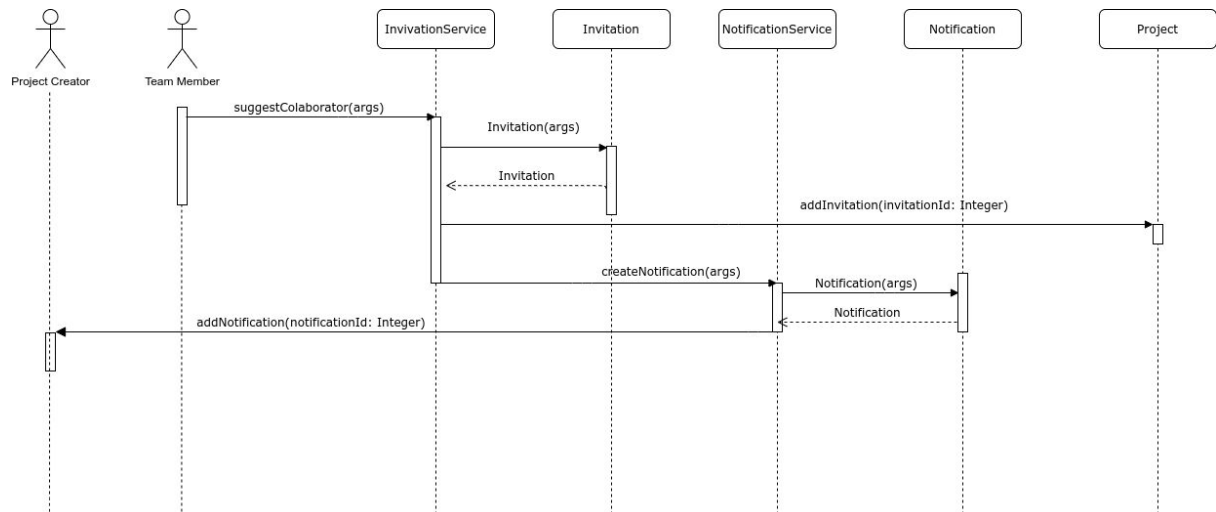 InvivationService
Invitation
NotificationService
Notification
Project
Project Creator
Team Member
suggestColaborator(args)
Invitation(args)
Invitation
addInvitation(invitationId: Integer)
createNotification(args)
Notification(args)
Notification
addNotification(notificationId: Integer)